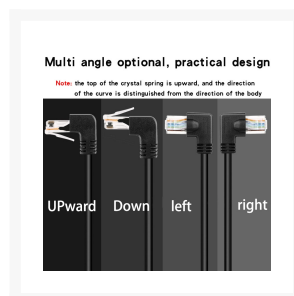 Multi angle optional, practical design
Note: the top of the crystal spring is upward, and the direction
of the curve is distinguished from the direction of the body
UPward Down left right